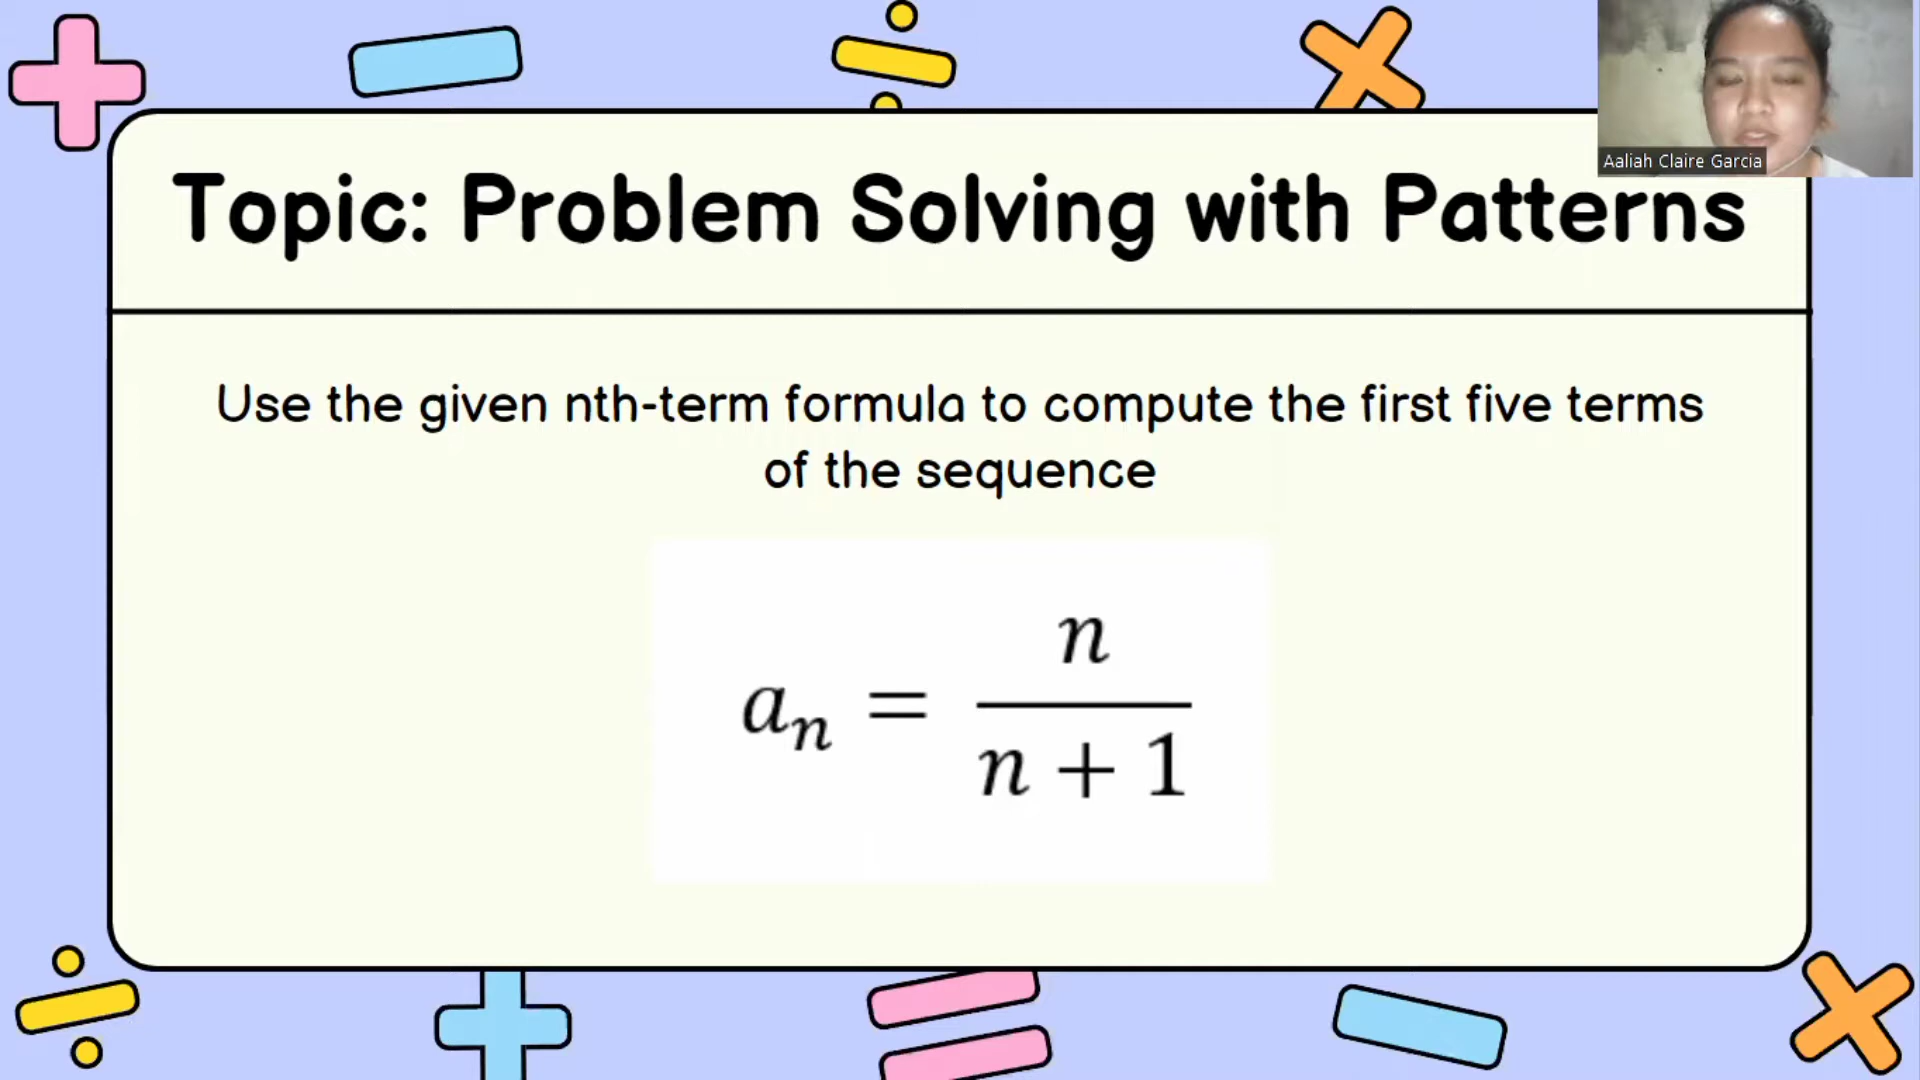 Aaliah Claire Garcia
Topic: Problem Solving with Patterns
Use the given nth-term formula to compute the first five terms
of the sequence
aₙ = n / (n + 1)